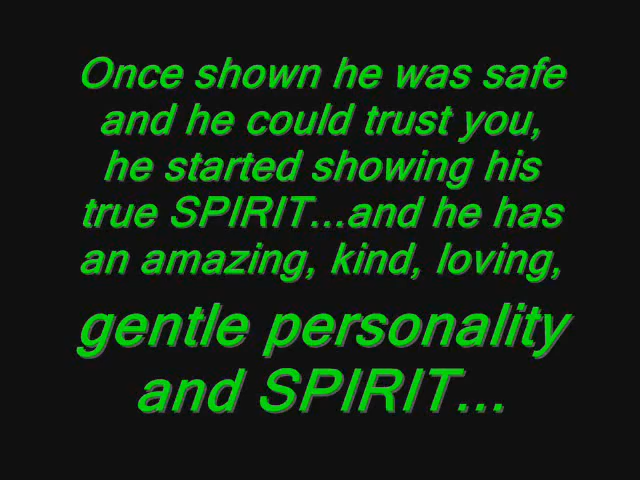 Once shown he was safe
and he could trust you,
he started showing his
true SPIRIT...and he has
an amazing, kind, loving,
gentle personality
and SPIRIT...